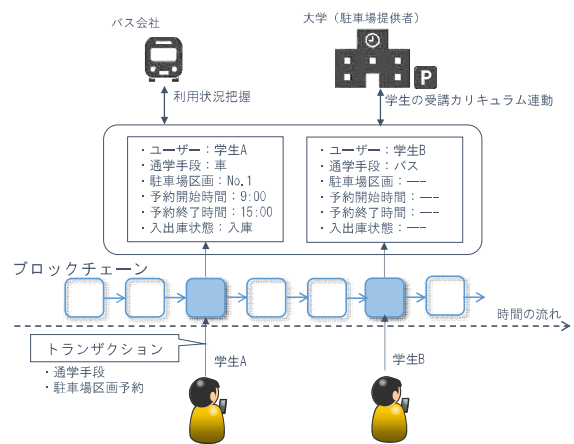 バス会社
大学（駐車場提供者）
P
利用状況把握
学生の受講カリキュラム連動
・ユーザー：学生A
・通学手段：車
・駐車場区画：No.1
・予約開始時間：9:00
・予約終了時間：15:00
・入出庫状態：入庫
・ユーザー：学生B
・通学手段：バス
・駐車場区画：―-
・予約開始時間：―-
・予約終了時間：―-
・入出庫状態：―-
ブロックチェーン
時間の流れ
トランザクション
・通学手段
・駐車場区画予約
学生A
学生B